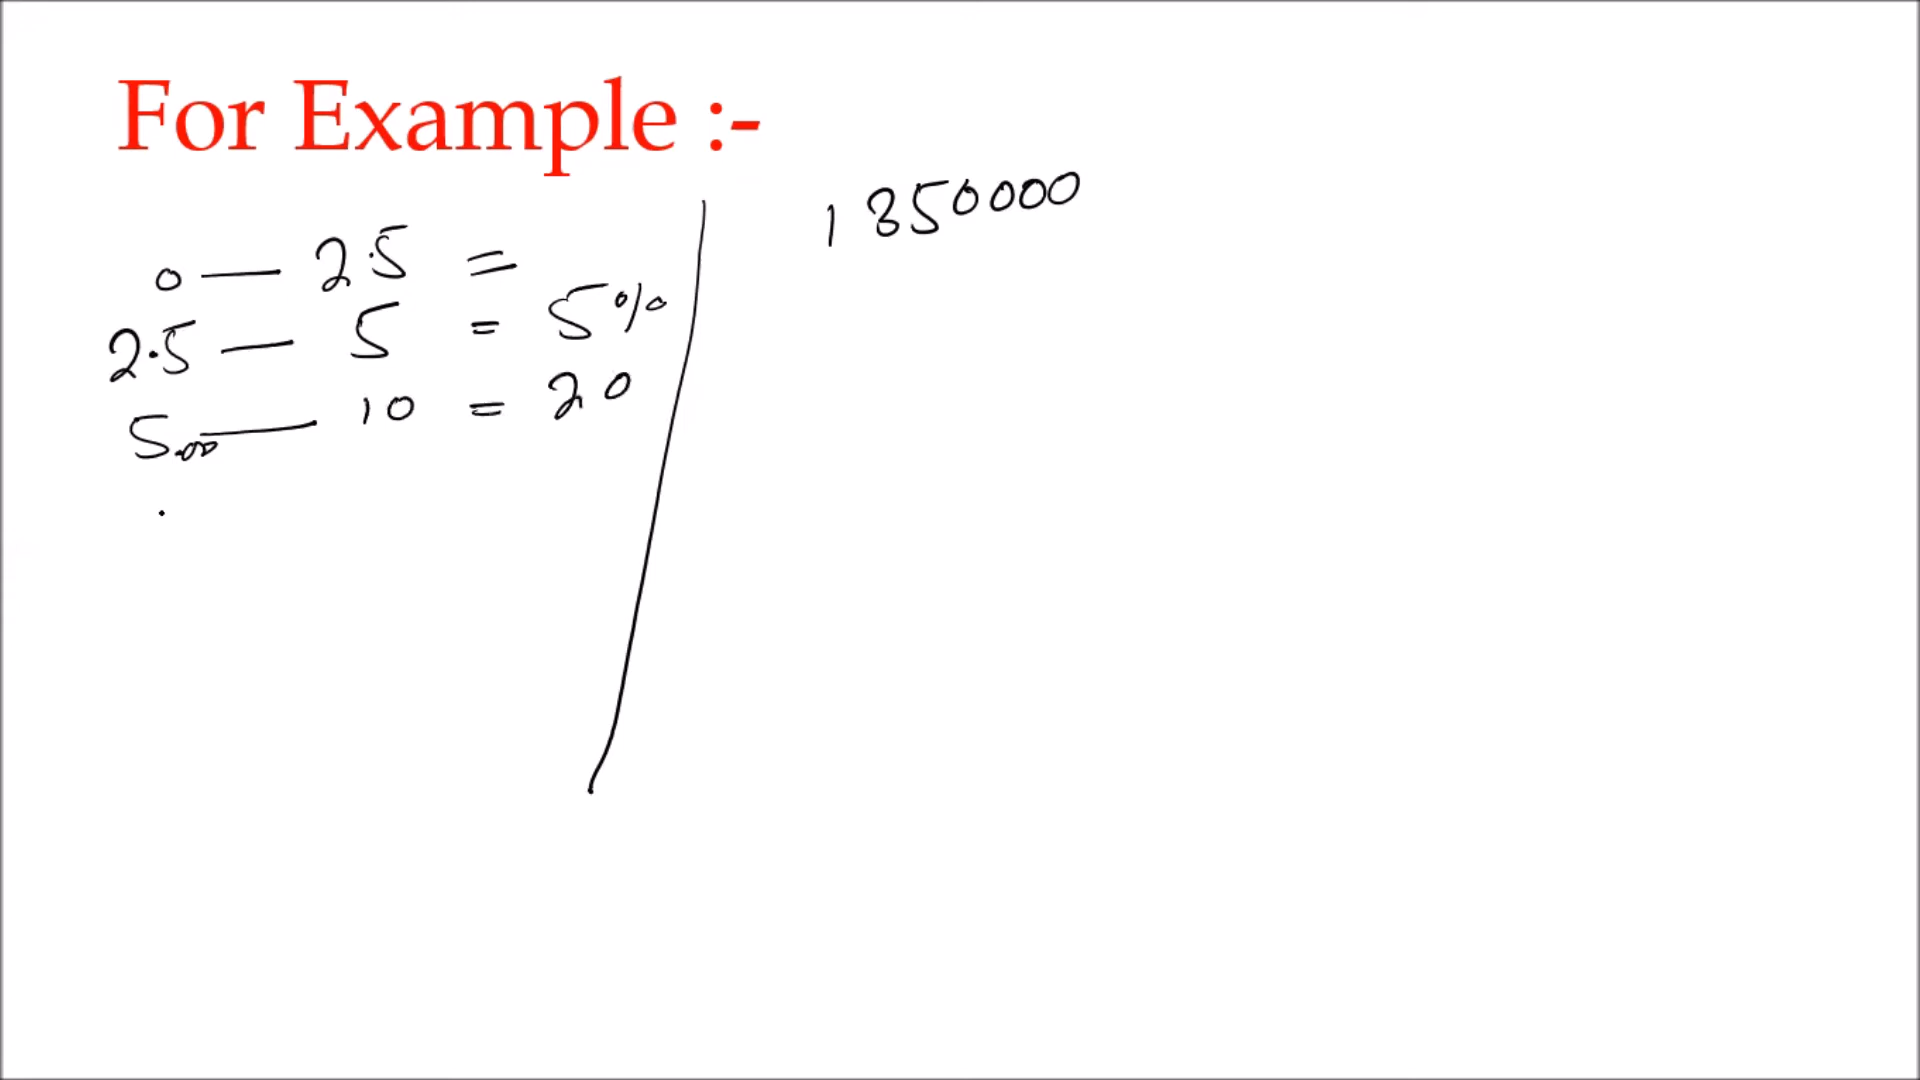 For Example :-
0 — 2.5 =
2.5 — 5 = 5%
5.00 — 10 = 20
1350000